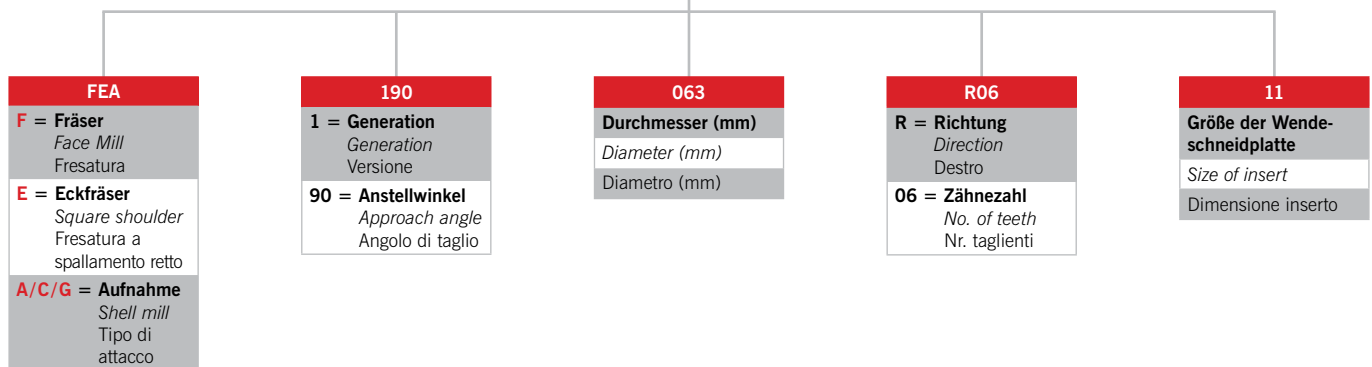 FEA
F = Fräser
Face Mill
Fresatura
E = Eckfräser
Square shoulder
Fresatura a
spallamento retto
A/C/G = Aufnahme
Shell mill
Tipo di
attacco
190
1 = Generation
Generation
Versione
90 = Anstellwinkel
Approach angle
Angolo di taglio
063
Durchmesser (mm)
Diameter (mm)
Diametro (mm)
R06
R = Richtung
Direction
Destro
06 = Zähnezahl
No. of teeth
Nr. taglienti
11
Größe der Wende-
schneidplatte
Size of insert
Dimensione inserto